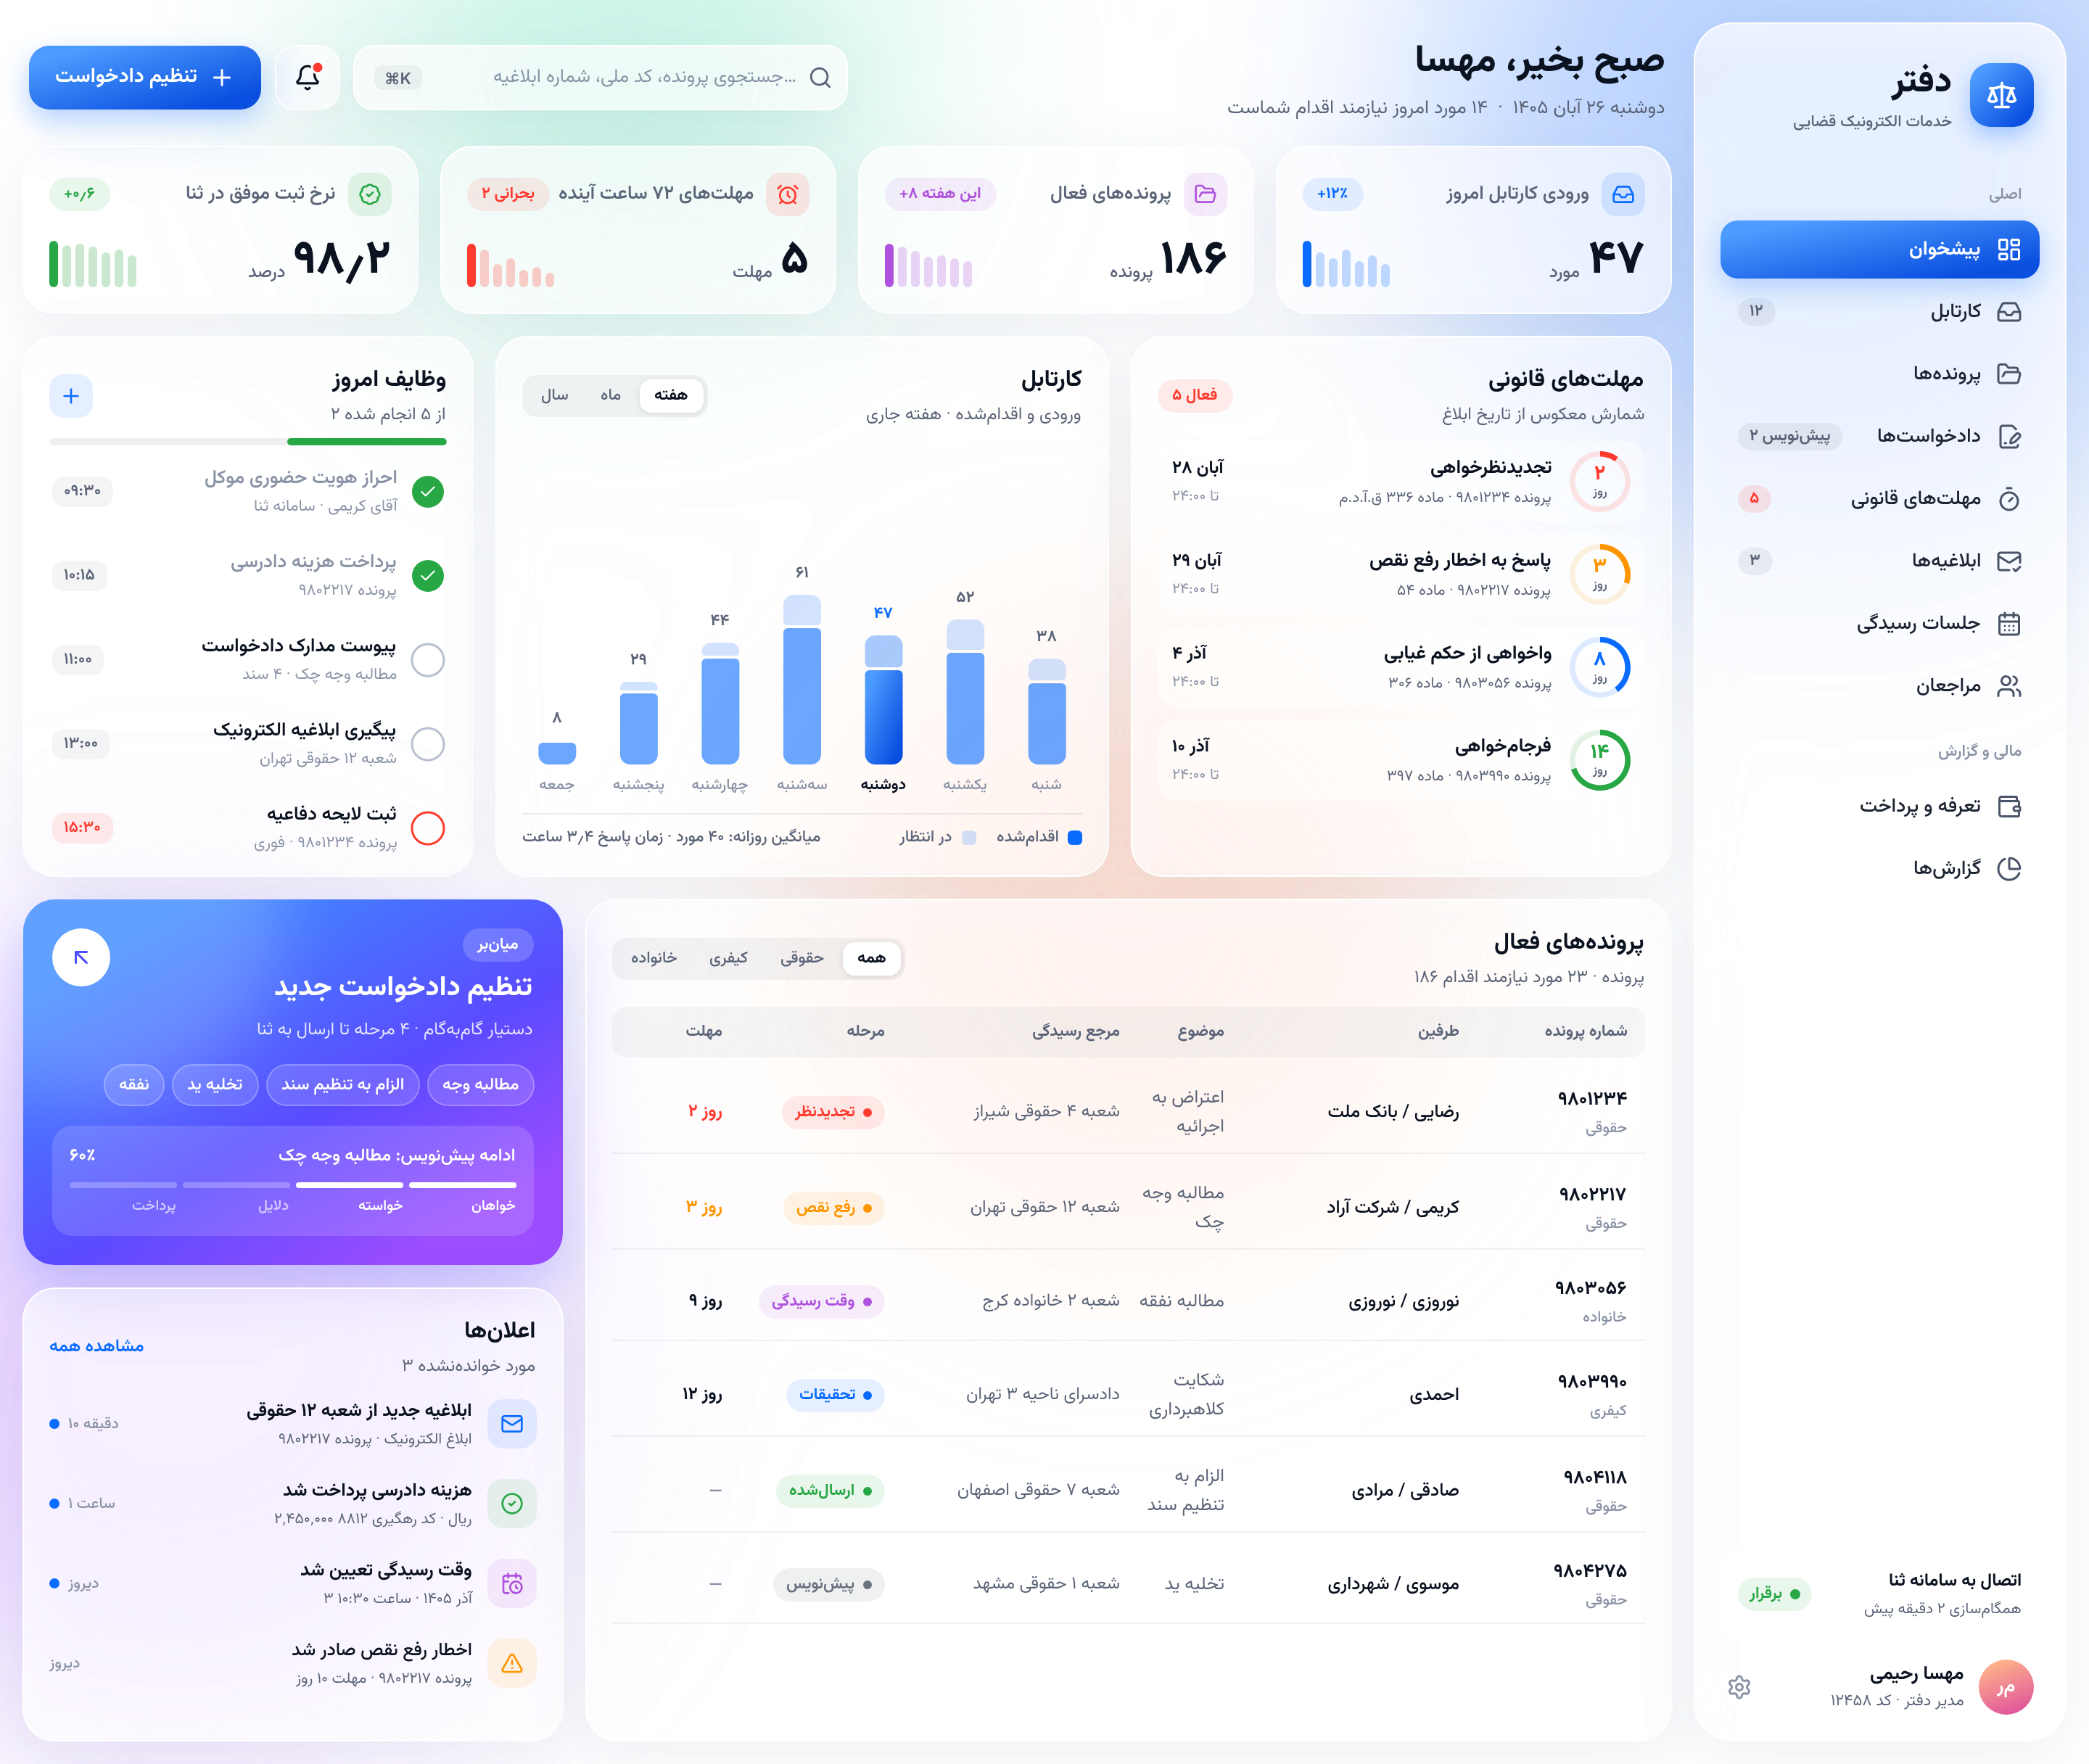 دفتر
خدمات الکترونیک قضایی
اصلی
پیشخوان
کارتابل ۱۲
پرونده‌ها
دادخواست‌ها پیش‌نویس ۲
مهلت‌های قانونی ۵
ابلاغیه‌ها ۳
جلسات رسیدگی
مراجعان
مالی و گزارش
تعرفه و پرداخت
گزارش‌ها
اتصال به سامانه ثنا
همگام‌سازی ۲ دقیقه پیش
برقرار
م‌ر
مهسا رحیمی
مدیر دفتر · کد ۱۲۴۵۸
صبح بخیر، مهسا
دوشنبه ۲۶ آبان ۱۴۰۵ · ۱۴ مورد امروز نیازمند اقدام شماست
جستجوی پرونده، کد ملی، شماره ابلاغیه...
⌘K
تنظیم دادخواست
ورودی کارتابل امروز +۱۲٪
۴۷ مورد
پرونده‌های فعال این هفته ۸+
۱۸۶ پرونده
مهلت‌های ۷۲ ساعت آینده بحرانی ۲
۵ مهلت
نرخ ثبت موفق در ثنا +۰٫۶
۹۸٫۲ درصد
مهلت‌های قانونی
شمارش معکوس از تاریخ ابلاغ
فعال ۵
۲ روز
تجدیدنظرخواهی
پرونده ۹۸۰۱۲۳۴ · ماده ۳۳۶ ق.آ.د.م
آبان ۲۸
تا ۲۴:۰۰
۳ روز
پاسخ به اخطار رفع نقص
پرونده ۹۸۰۲۲۱۷ · ماده ۵۴
آبان ۲۹
تا ۲۴:۰۰
۸ روز
واخواهی از حکم غیابی
پرونده ۹۸۰۳۰۵۶ · ماده ۳۰۶
آذر ۴
تا ۲۴:۰۰
۱۴ روز
فرجام‌خواهی
پرونده ۹۸۰۳۹۹۰ · ماده ۳۹۷
آذر ۱۰
تا ۲۴:۰۰
کارتابل
ورودی و اقدام‌شده · هفته جاری
هفته ماه سال
۳۸ ۵۲ ۴۷ ۶۱ ۴۴ ۲۹ ۸
شنبه یکشنبه دوشنبه سه‌شنبه چهارشنبه پنجشنبه جمعه
اقدام‌شده در انتظار میانگین روزانه: ۴۰ مورد · زمان پاسخ ۳٫۴ ساعت
وظایف امروز
از ۵ انجام شده ۲
احراز هویت حضوری موکل
آقای کریمی · سامانه ثنا
۰۹:۳۰
پرداخت هزینه دادرسی
پرونده ۹۸۰۲۲۱۷
۱۰:۱۵
پیوست مدارک دادخواست
مطالبه وجه چک · ۴ سند
۱۱:۰۰
پیگیری ابلاغیه الکترونیک
شعبه ۱۲ حقوقی تهران
۱۳:۰۰
ثبت لایحه دفاعیه
پرونده ۹۸۰۱۲۳۴ · فوری
۱۵:۳۰
پرونده‌های فعال
پرونده · ۲۳ مورد نیازمند اقدام ۱۸۶
همه حقوقی کیفری خانواده
شماره پرونده طرفین موضوع مرجع رسیدگی مرحله مهلت
۹۸۰۱۲۳۴
حقوقی
رضایی / بانک ملت
اعتراض به
اجرائیه
شعبه ۴ حقوقی شیراز
تجدیدنظر
روز ۲
۹۸۰۲۲۱۷
حقوقی
کریمی / شرکت آراد
مطالبه وجه
چک
شعبه ۱۲ حقوقی تهران
رفع نقص
روز ۳
۹۸۰۳۰۵۶
خانواده
نوروزی / نوروزی
مطالبه نفقه
شعبه ۲ خانواده کرج
وقت رسیدگی
روز ۹
۹۸۰۳۹۹۰
کیفری
احمدی
شکایت
کلاهبرداری
دادسرای ناحیه ۳ تهران
تحقیقات
روز ۱۲
۹۸۰۴۱۱۸
حقوقی
صادقی / مرادی
الزام به
تنظیم سند
شعبه ۷ حقوقی اصفهان
ارسال‌شده
—
۹۸۰۴۲۷۵
حقوقی
موسوی / شهرداری
تخلیه ید
شعبه ۱ حقوقی مشهد
پیش‌نویس
—
میان‌بر
تنظیم دادخواست جدید
دستیار گام‌به‌گام · ۴ مرحله تا ارسال به ثنا
مطالبه وجه الزام به تنظیم سند تخلیه ید نفقه
ادامه پیش‌نویس: مطالبه وجه چک ۶۰٪
خواهان خواسته دلایل پرداخت
اعلان‌ها
مورد خوانده‌نشده ۳
مشاهده همه
ابلاغیه جدید از شعبه ۱۲ حقوقی
ابلاغ الکترونیک · پرونده ۹۸۰۲۲۱۷
دقیقه ۱۰
هزینه دادرسی پرداخت شد
ریال · کد رهگیری ۸۸۱۲ ۲,۴۵۰,۰۰۰
ساعت ۱
وقت رسیدگی تعیین شد
آذر ۱۴۰۵ · ساعت ۱۰:۳۰ ۳
دیروز
اخطار رفع نقص صادر شد
پرونده ۹۸۰۲۲۱۷ · مهلت ۱۰ روز
دیروز